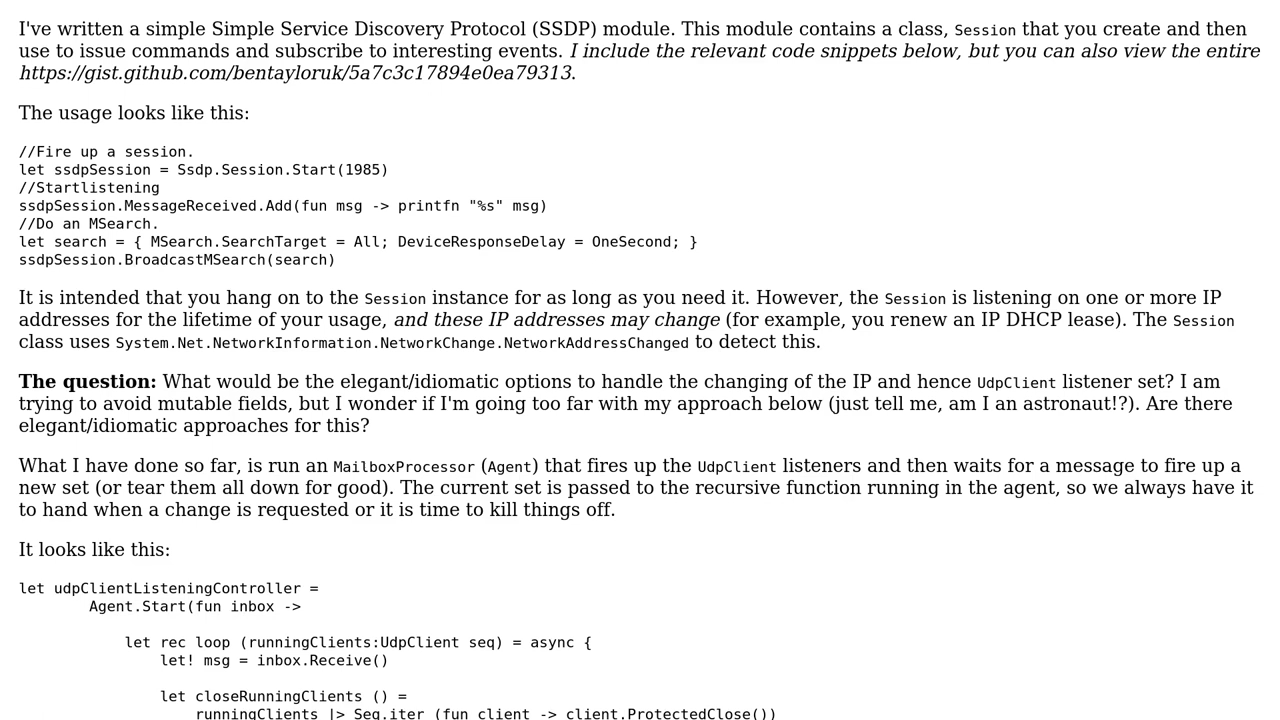 I've written a simple Simple Service Discovery Protocol (SSDP) module. This module contains a class, Session that you create and then
use to issue commands and subscribe to interesting events. I include the relevant code snippets below, but you can also view the entire
https://gist.github.com/bentayloruk/5a7c3c17894e0ea79313.
The usage looks like this:
//Fire up a session.
let ssdpSession = Ssdp.Session.Start(1985)
//Startlistening
ssdpSession.MessageReceived.Add(fun msg -> printfn "%s" msg)
//Do an MSearch.
let search = { MSearch.SearchTarget = All; DeviceResponseDelay = OneSecond; }
ssdpSession.BroadcastMSearch(search)
It is intended that you hang on to the Session instance for as long as you need it. However, the Session is listening on one or more IP
addresses for the lifetime of your usage, and these IP addresses may change (for example, you renew an IP DHCP lease). The Session
class uses System.Net.NetworkInformation.NetworkChange.NetworkAddressChanged to detect this.
The question: What would be the elegant/idiomatic options to handle the changing of the IP and hence UdpClient listener set? I am
trying to avoid mutable fields, but I wonder if I'm going too far with my approach below (just tell me, am I an astronaut!?). Are there
elegant/idiomatic approaches for this?
What I have done so far, is run an MailboxProcessor (Agent) that fires up the UdpClient listeners and then waits for a message to fire up a
new set (or tear them all down for good). The current set is passed to the recursive function running in the agent, so we always have it
to hand when a change is requested or it is time to kill things off.
It looks like this:
let udpClientListeningController =
        Agent.Start(fun inbox ->
            let rec loop (runningClients:UdpClient seq) = async {
                let! msg = inbox.Receive()
                let closeRunningClients () =
                    runningClients |> Seq.iter (fun client -> client.ProtectedClose())